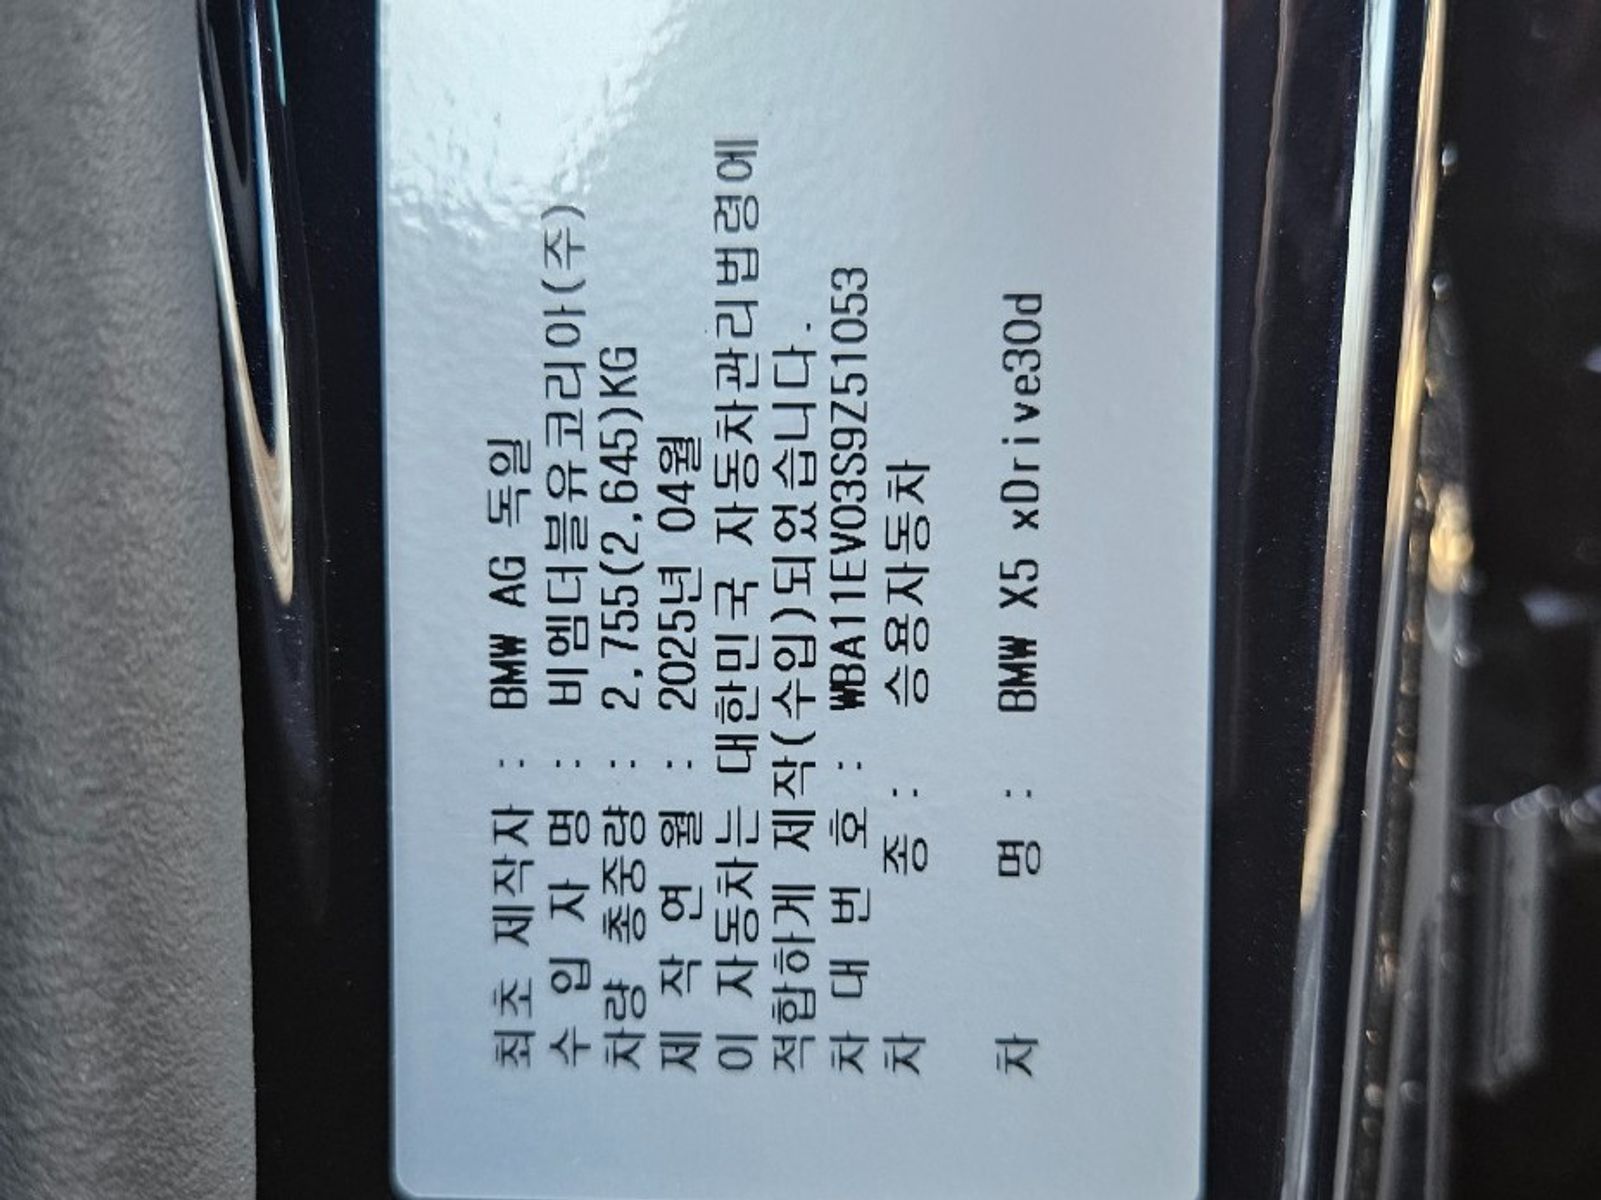 최초 제작자 : BMW AG 독일
수 입 자 명 : 비엠더블유코리아(주)
차량 총중량 : 2,755(2,645)KG
제 작 연 월 : 2025년 04월
이 자동차는 대한민국 자동차관리법령에
적합하게 제작(수입)되었습니다.
차 대 번 호 : WBA11EV03S9Z51053
차 종 : 승용자동차
차 명 : BMW X5 xDrive30d